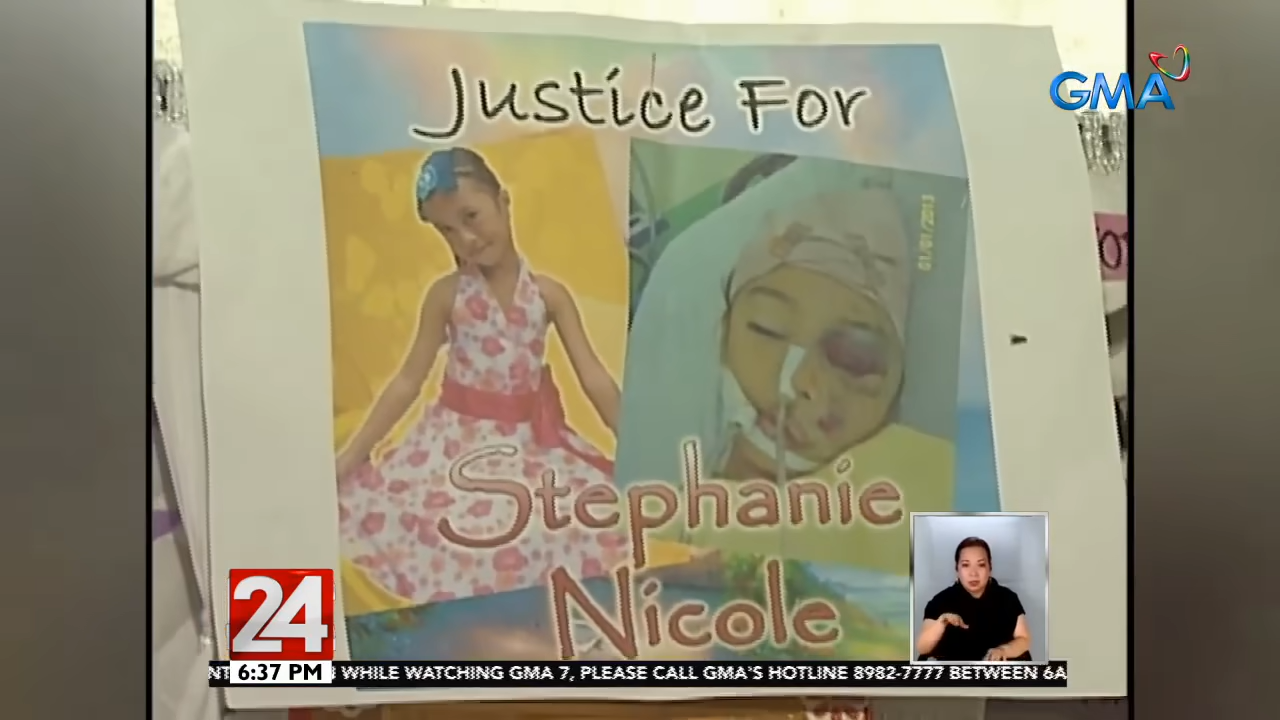 Justice For
GMA
01/01/2013
Stephanie
Nicole
24
6:37 PM
WHILE WATCHING GMA 7, PLEASE CALL GMA'S HOTLINE 8982-7777 BETWEEN 6A